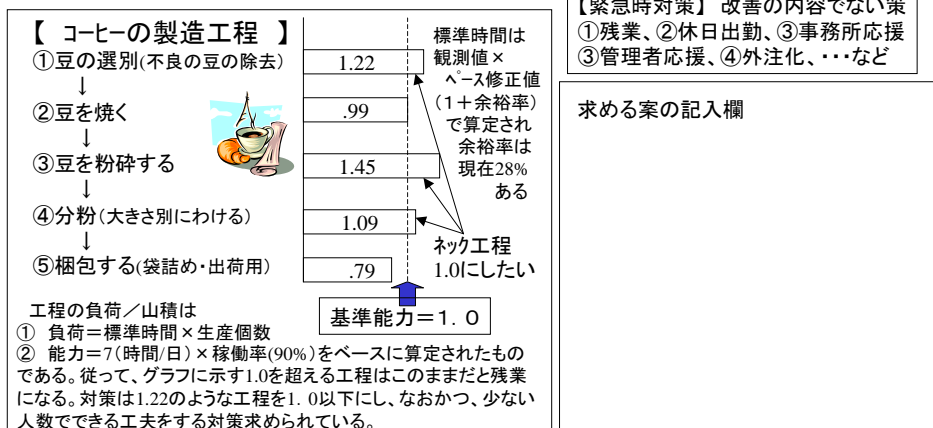 【緊急時対策】 改善の内容でない策
①残業、②休日出勤、③事務所応援
③管理者応援、④外注化、・・・など
【 コーヒーの製造工程 】
①豆の選別(不良の豆の除去)
↓
②豆を焼く
↓
③豆を粉砕する
↓
④分粉(大きさ別にわける)
↓
⑤梱包する(袋詰め・出荷用)
1.22
.99
1.45
1.09
.79
標準時間は
観測値×
ペース修正値
(1+余裕率)
で算定され
余裕率は
現在28%
ある
ネック工程
1.0にしたい
基準能力=1.0
工程の負荷/山積は
① 負荷=標準時間×生産個数
② 能力=7(時間/日)×稼働率(90%)をベースに算定されたもの
である。従って、グラフに示す1.0を超える工程はこのままだと残業
になる。対策は1.22のような工程を1.0以下にし、なおかつ、少ない
人数でできる工夫をする対策求められている。
求める案の記入欄